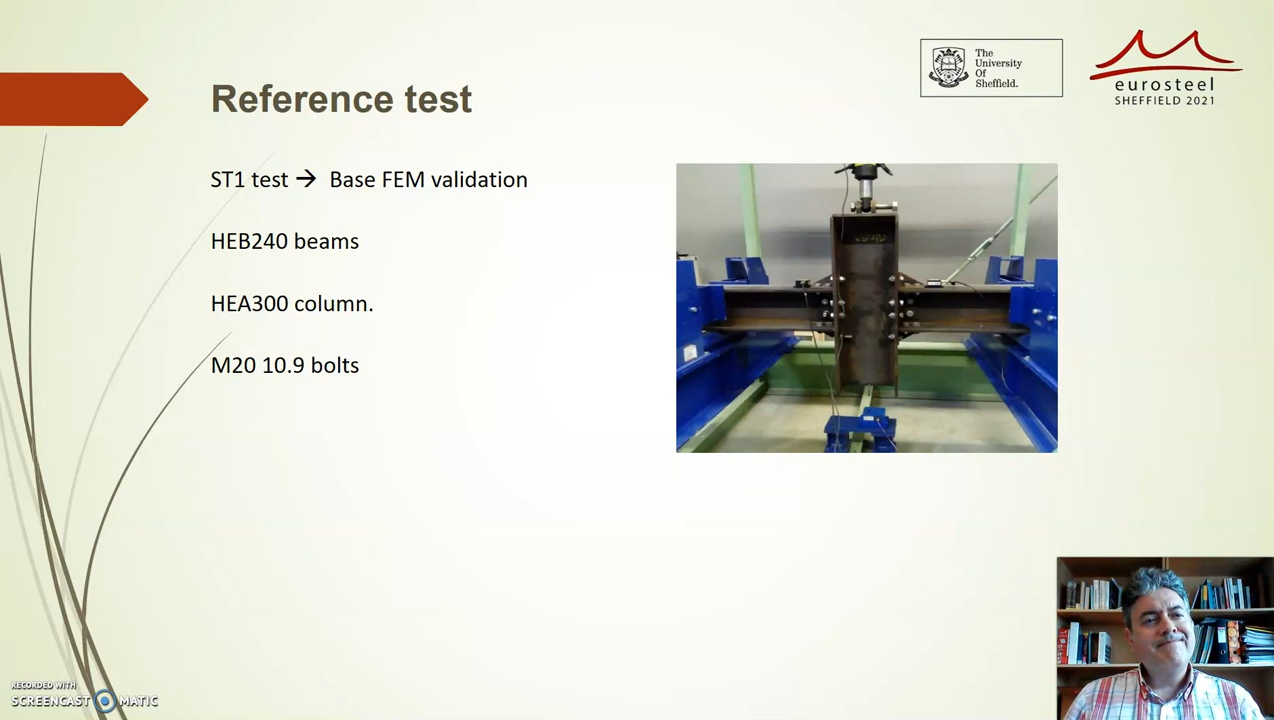 The
University
Of
Sheffield.
eurosteel
SHEFFIELD 2021
Reference test
ST1 test → Base FEM validation
HEB240 beams
HEA300 column.
M20 10.9 bolts
RECORDED WITH
SCREENCAST MATIC